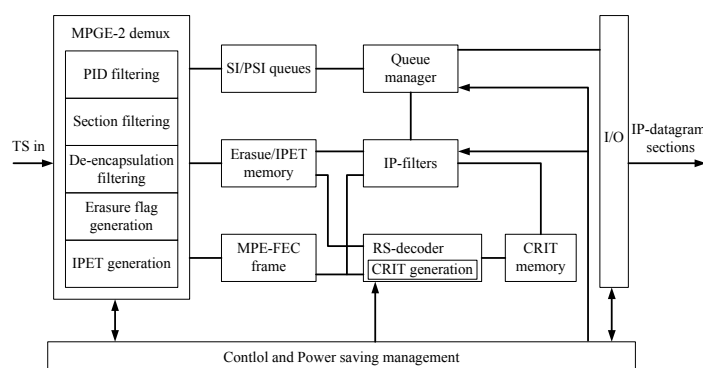 MPGE-2 demux
PID filtering
Section filtering
De-encapsulation
filtering
Erasure flag
generation
IPET generation
TS in
SI/PSI queues
Queue
manager
Erasue/IPET
memory
IP-filters
MPE-FEC
frame
RS-decoder
CRIT generation
CRIT
memory
I/O
IP-datagram
sections
Contlol and Power saving management